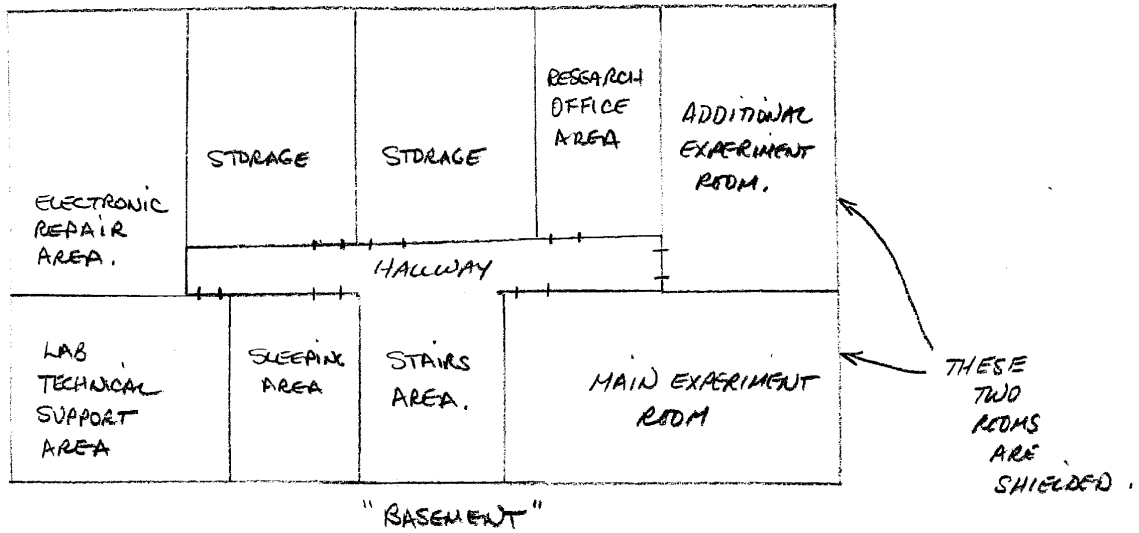 RESEARCH
OFFICE
AREA
ADDITIONAL
EXPERIMENT
ROOM.
STORAGE
STORAGE
ELECTRONIC
REPAIR
AREA.
HALLWAY
LAB
TECHNICAL
SUPPORT
AREA
SLEEPING
AREA
STAIRS
AREA.
MAIN EXPERIMENT
ROOM
THESE
TWO
ROOMS
ARE
SHIELDED.
"BASEMENT"